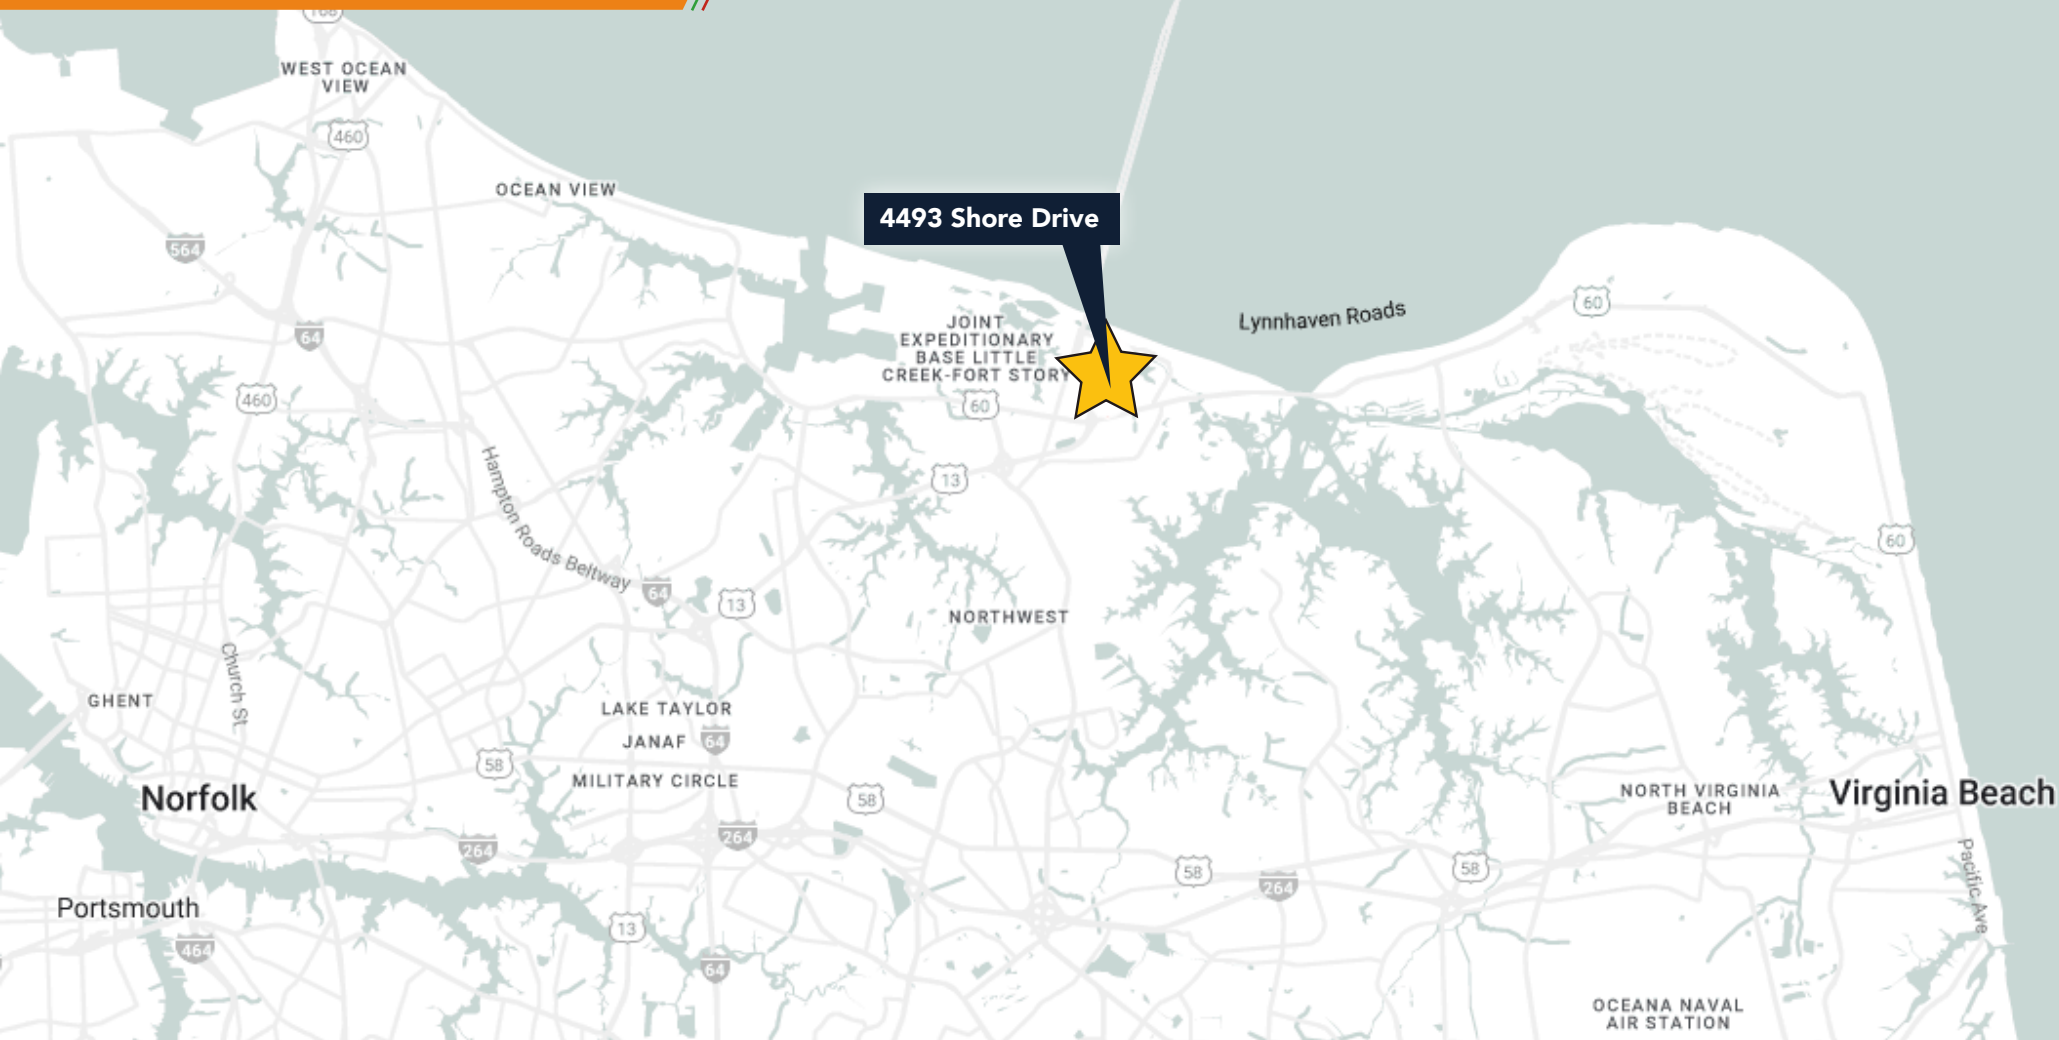 168
WEST OCEAN
VIEW
460
OCEAN VIEW
564
4493 Shore Drive
64
60
Lynnhaven Roads
JOINT
EXPEDITIONARY
BASE LITTLE
CREEK-FORT STORY
460
60
Hampton Roads Beltway
13
60
64
13
NORTHWEST
Church St
GHENT
LAKE TAYLOR
JANAF
64
58
MILITARY CIRCLE
58
Norfolk
NORTH VIRGINIA
BEACH
Virginia Beach
264
264
58
264
58
Pacific Ave
Portsmouth
464
13
64
OCEANA NAVAL
AIR STATION